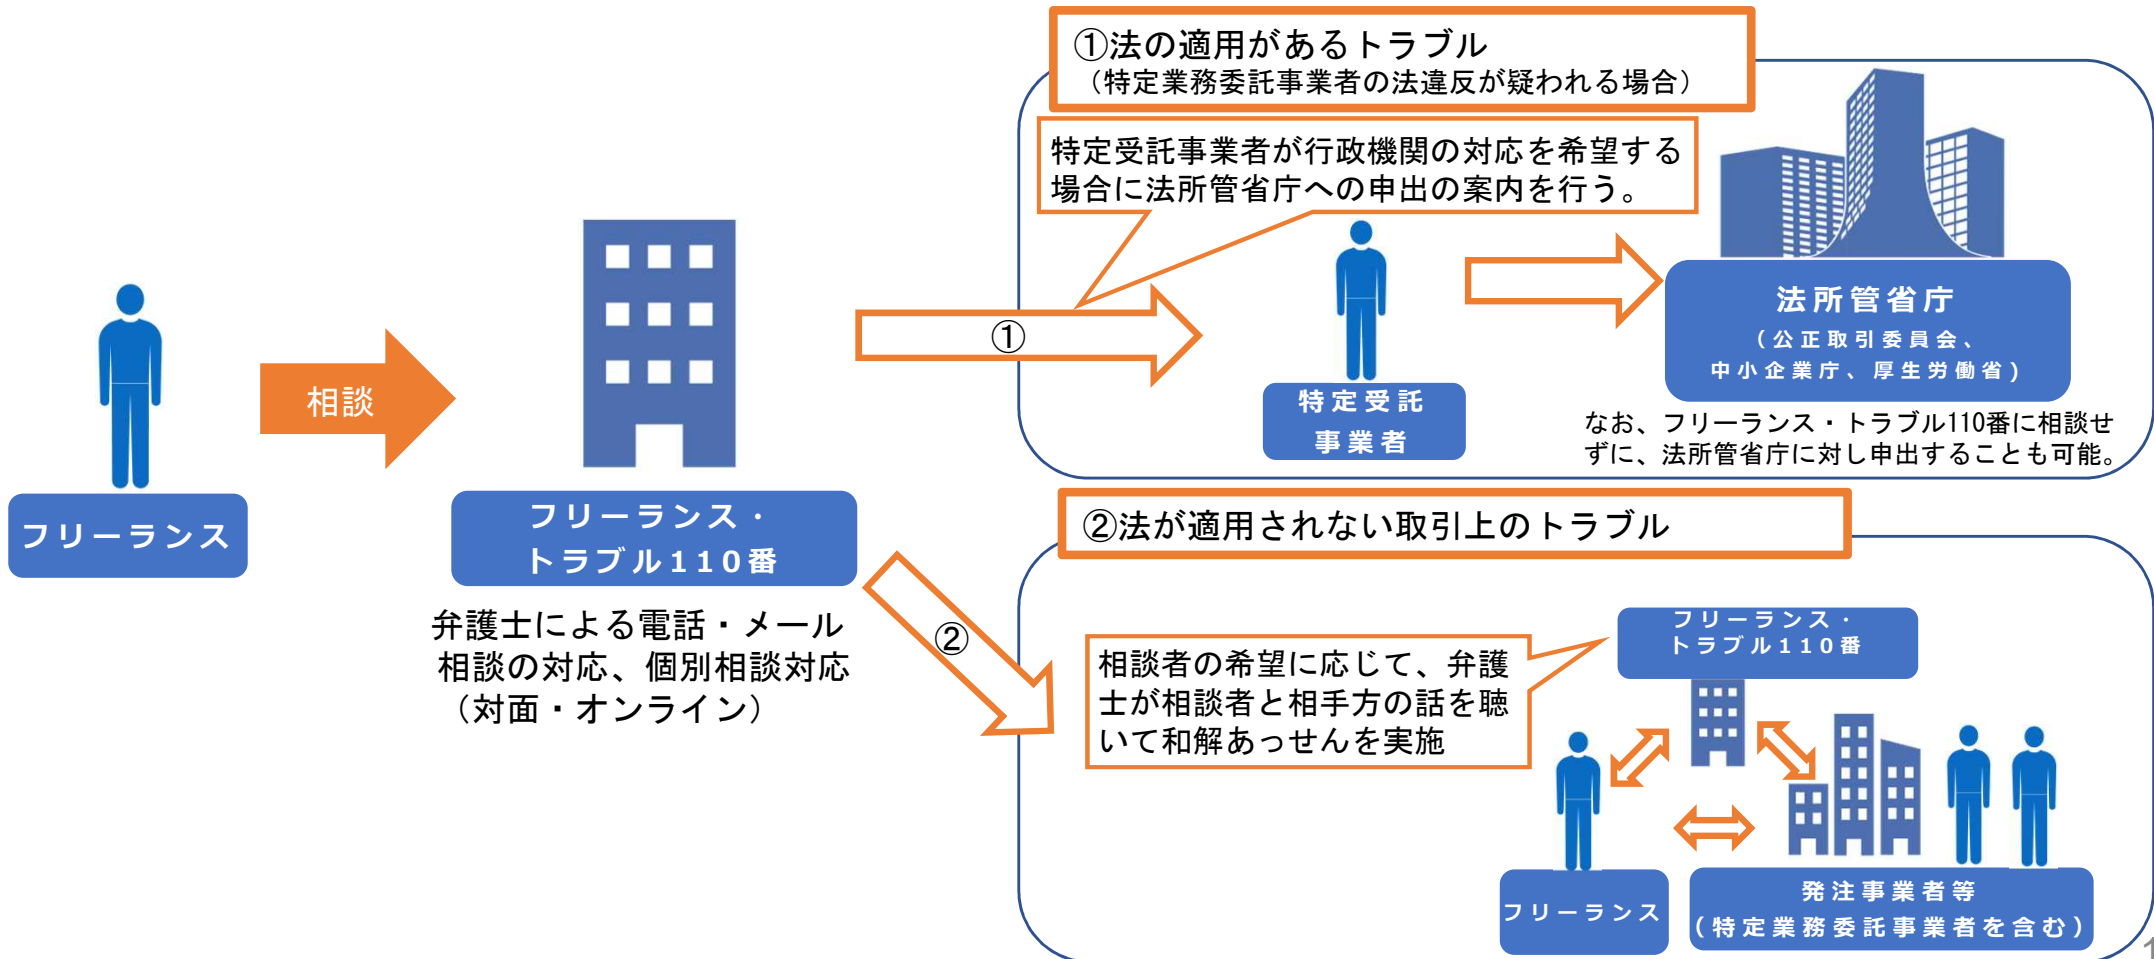 フリーランス
相談
フリーランス・
トラブル110番
弁護士による電話・メール
相談の対応、個別相談対応
（対面・オンライン）
①法の適用があるトラブル
（特定業務委託事業者の法違反が疑われる場合）
特定受託事業者が行政機関の対応を希望する
場合に法所管省庁への申出の案内を行う。
①
特定受託
事業者
法所管省庁
(公正取引委員会、
中小企業庁、厚生労働省)
なお、フリーランス・トラブル110番に相談せ
ずに、法所管省庁に対し申出することも可能。
②法が適用されない取引上のトラブル
②
相談者の希望に応じて、弁護
士が相談者と相手方の話を聴
いて和解あっせんを実施
フリーランス・
トラブル110番
フリーランス
発注事業者等
(特定業務委託事業者を含む)